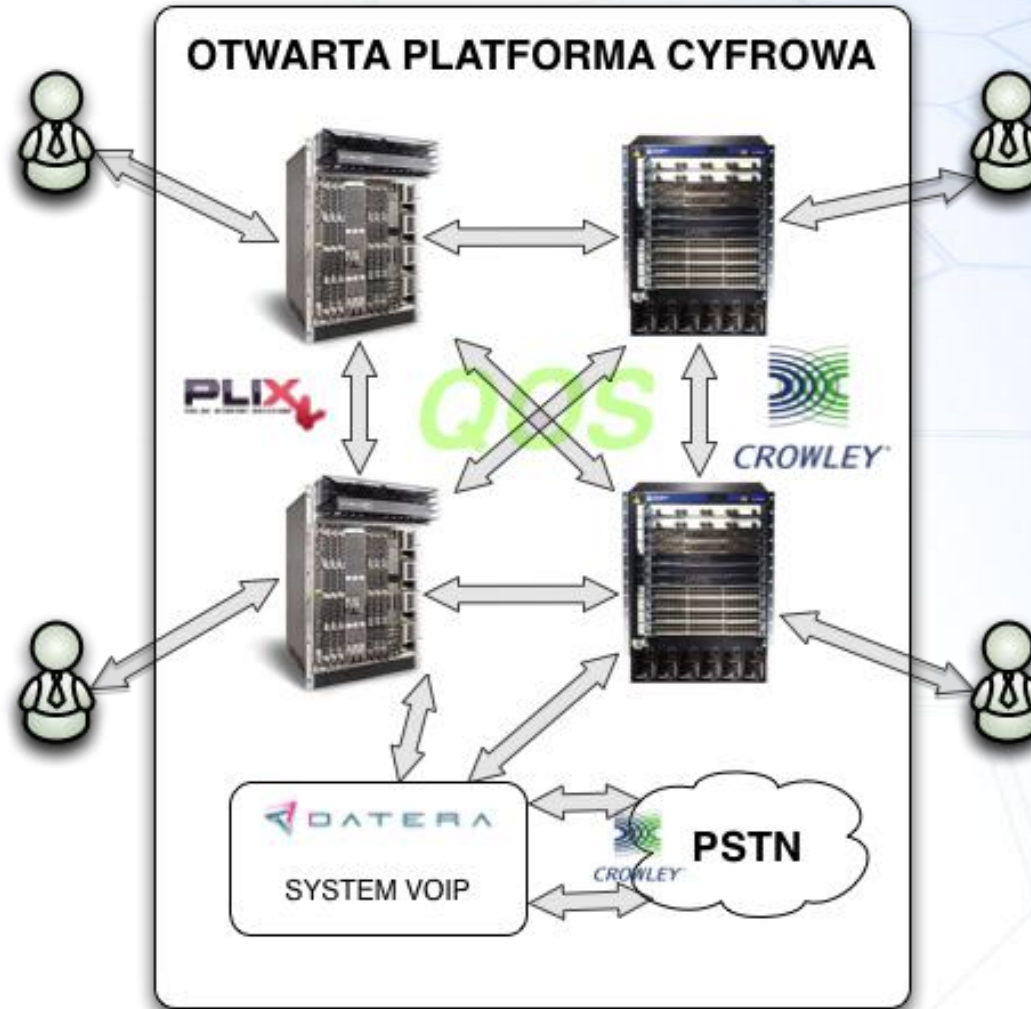 OTWARTA PLATFORMA CYFROWA
PLIX
QOS
CROWLEY
DATERA
SYSTEM VOIP
CROWLEY
PSTN